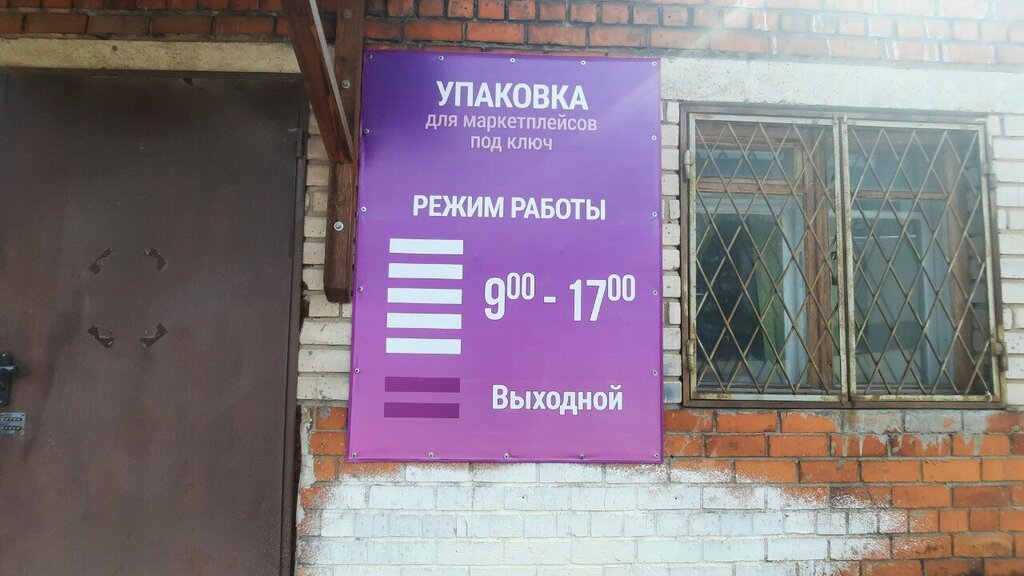 УПАКОВКА
для маркетплейсов
под ключ
РЕЖИМ РАБОТЫ
9⁰⁰ - 17⁰⁰
Выходной